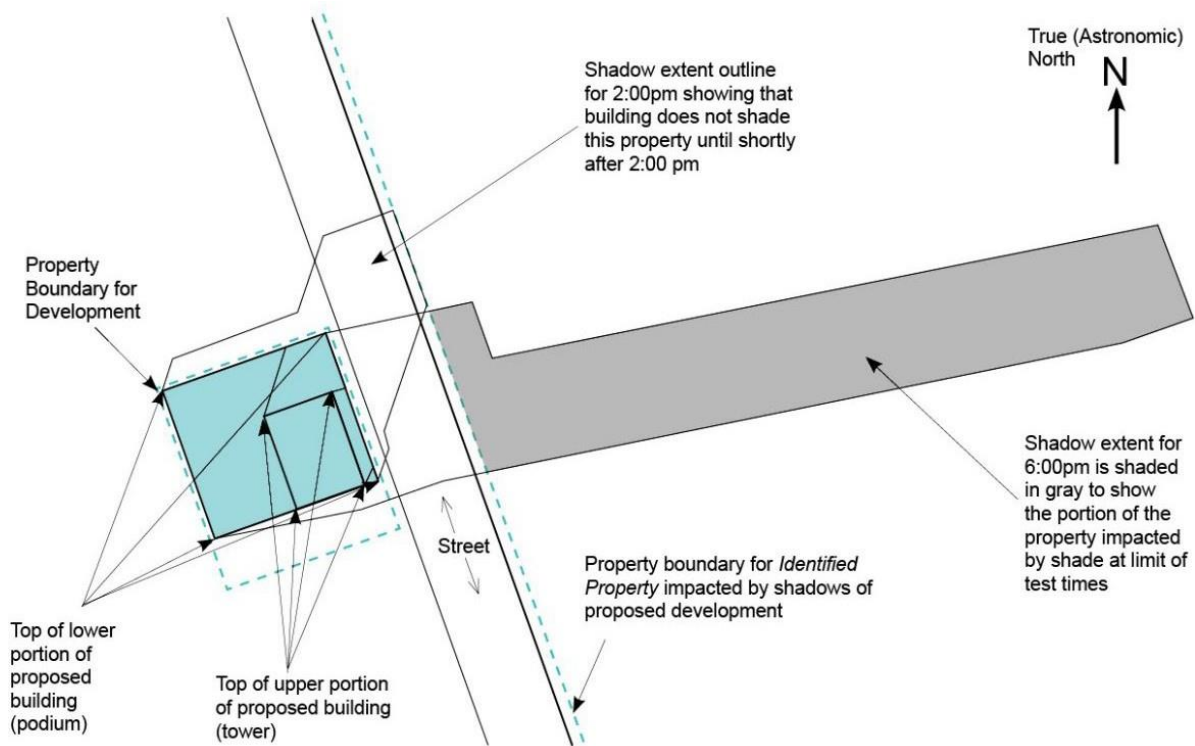 True (Astronomic)
North
N
Shadow extent outline
for 2:00pm showing that
building does not shade
this property until shortly
after 2:00 pm
Property
Boundary for
Development
Shadow extent for
6:00pm is shaded
in gray to show
the portion of the
property impacted
by shade at limit of
test times
Street
Property boundary for Identified
Property impacted by shadows of
proposed development
Top of lower
portion of
proposed
building
(podium)
Top of upper portion
of proposed building
(tower)